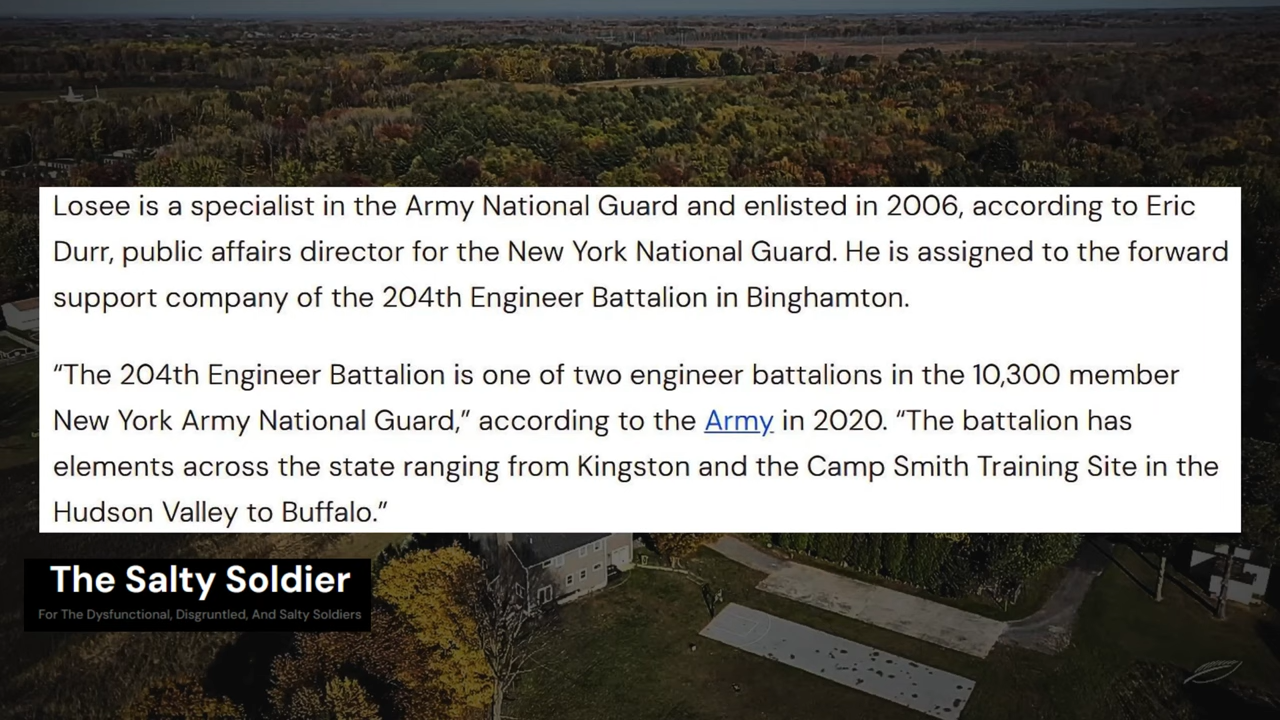 Losee is a specialist in the Army National Guard and enlisted in 2006, according to Eric
Durr, public affairs director for the New York National Guard. He is assigned to the forward
support company of the 204th Engineer Battalion in Binghamton.
“The 204th Engineer Battalion is one of two engineer battalions in the 10,300 member
New York Army National Guard,” according to the Army in 2020. “The battalion has
elements across the state ranging from Kingston and the Camp Smith Training Site in the
Hudson Valley to Buffalo.”
The Salty Soldier
For The Dysfunctional, Disgruntled, And Salty Soldiers